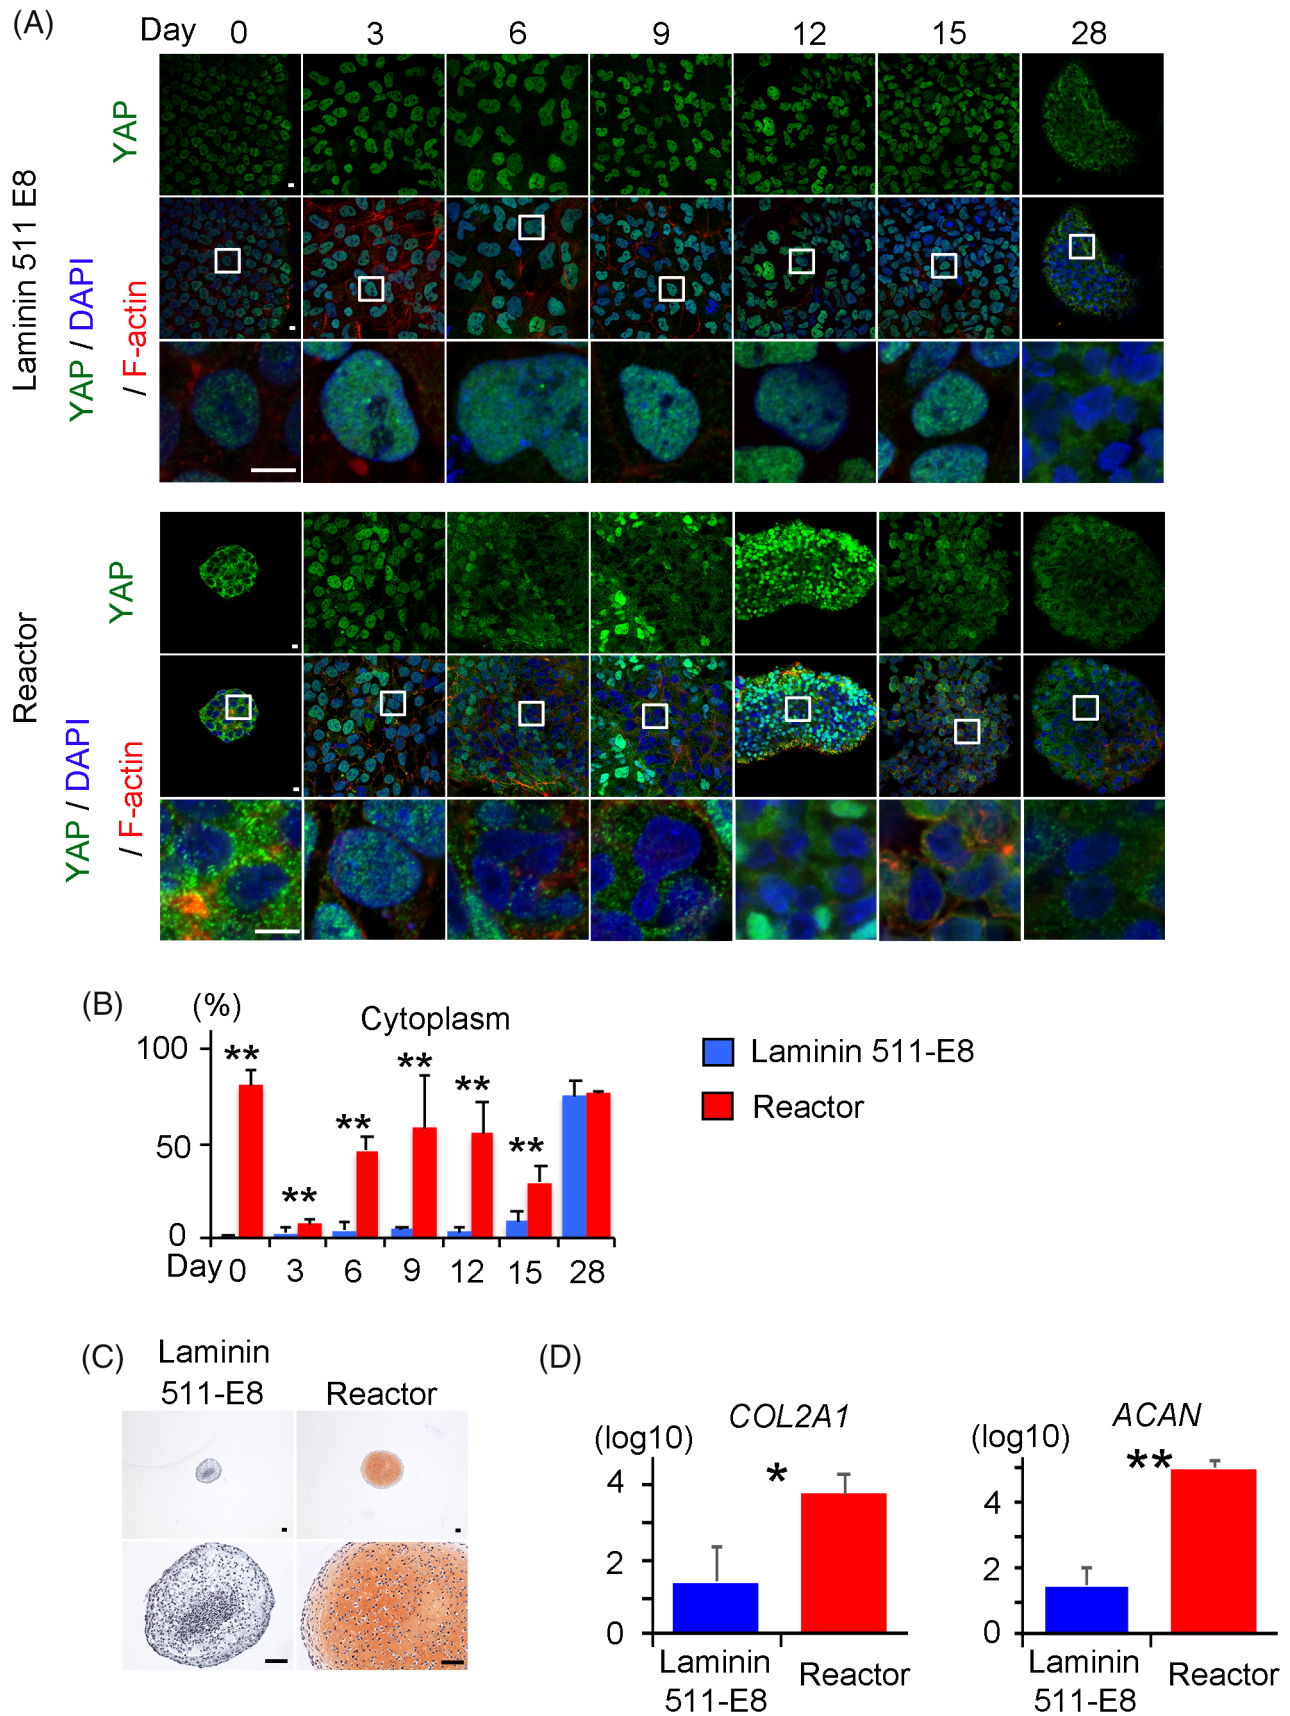 (A)
Day 0 3 6 9 12 15 28
Laminin 511 E8
YAP
YAP / DAPI
/ F-actin
Reactor
YAP
YAP / DAPI
/ F-actin
(B)
(%)
Cytoplasm
100
50
0
** ** ** ** ** **
Day 0 3 6 9 12 15 28
Laminin 511-E8
Reactor
(C)
Laminin
511-E8
Reactor
(D)
COL2A1
(log10)
4
2
0
*
Laminin
511-E8
Reactor
ACAN
(log10)
4
2
0
**
Laminin
511-E8
Reactor